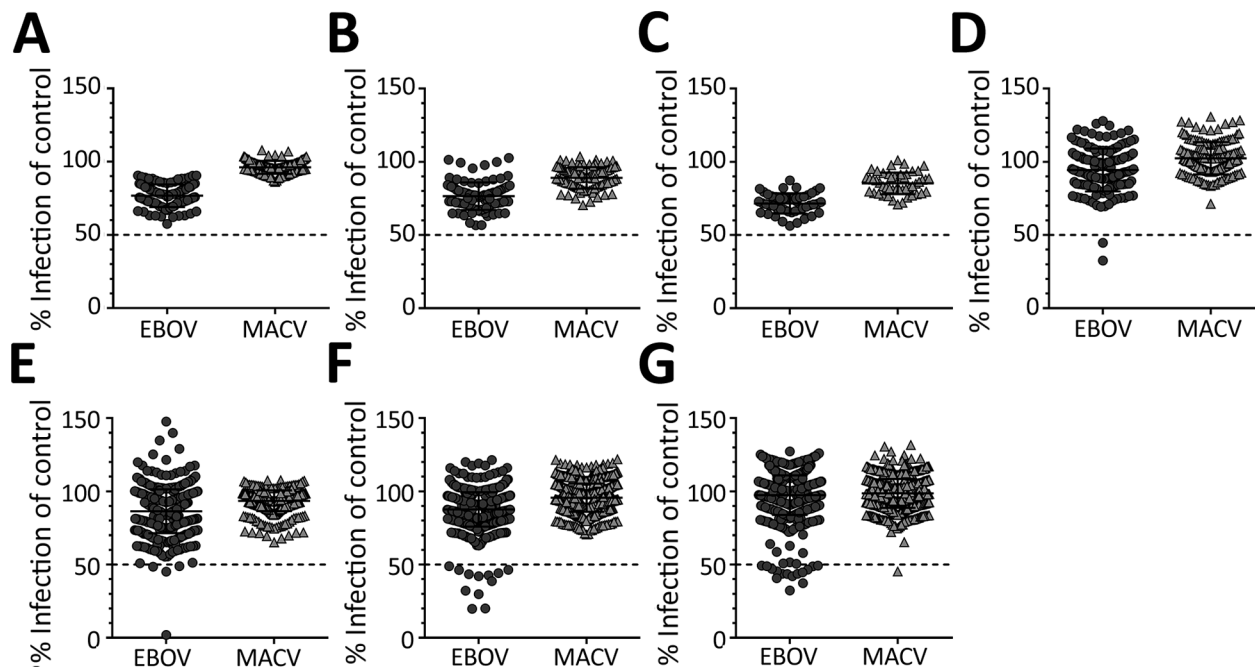 A
B
C
D
% Infection of control
150
100
50
0
EBOV
MACV
% Infection of control
150
100
50
0
EBOV
MACV
% Infection of control
150
100
50
0
EBOV
MACV
% Infection of control
150
100
50
0
EBOV
MACV
E
F
G
% Infection of control
150
100
50
0
EBOV
MACV
% Infection of control
150
100
50
0
EBOV
MACV
% Infection of control
150
100
50
0
EBOV
MACV